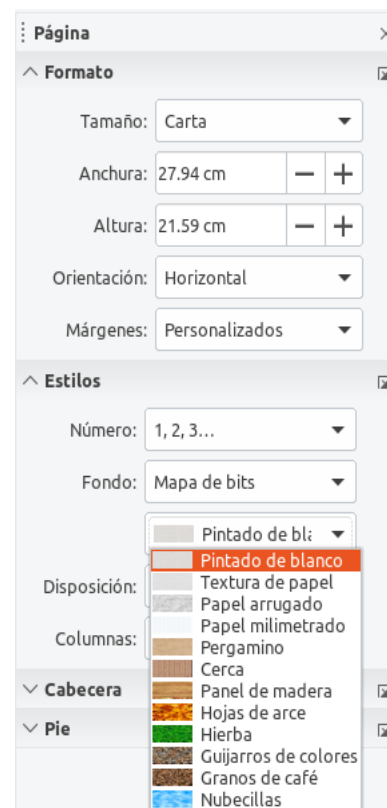 Página
Formato
Tamaño: Carta
Anchura: 27.94 cm
Altura: 21.59 cm
Orientación: Horizontal
Márgenes: Personalizados
Estilos
Número: 1, 2, 3…
Fondo: Mapa de bits
Pintado de
Pintado de blanco
Textura de papel
Disposición:
Papel arrugado
Papel milimetrado
Columnas:
Pergamino
Cerca
Cabecera
Panel de madera
Hojas de arce
Pie
Hierba
Guijarros de colores
Granos de café
Nubecillas